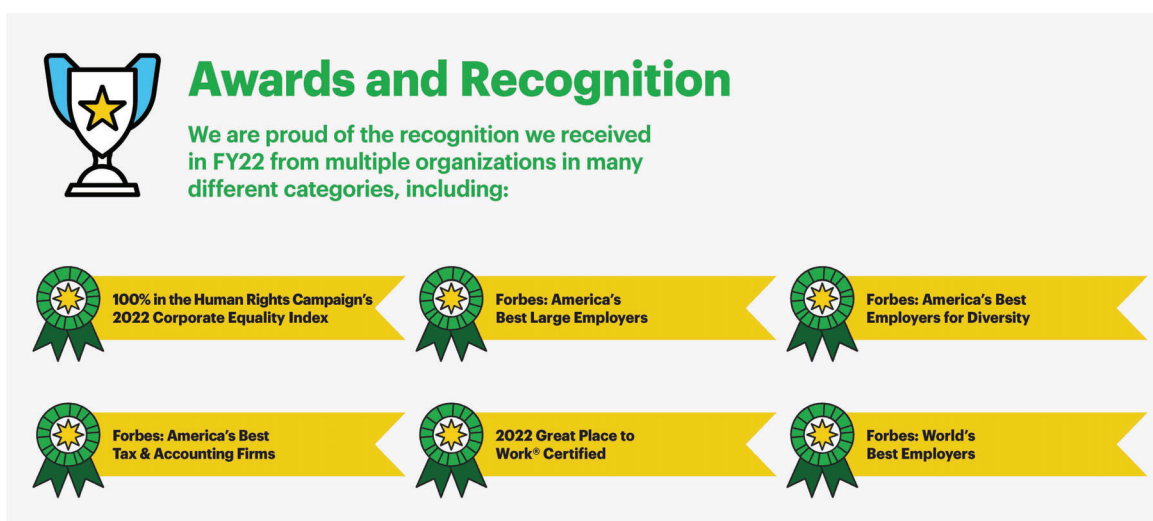 Awards and Recognition
We are proud of the recognition we received
in FY22 from multiple organizations in many
different categories, including:
100% in the Human Rights Campaign's
2022 Corporate Equality Index
Forbes: America's
Best Large Employers
Forbes: America's Best
Employers for Diversity
Forbes: America's Best
Tax & Accounting Firms
2022 Great Place to
Work® Certified
Forbes: World's
Best Employers